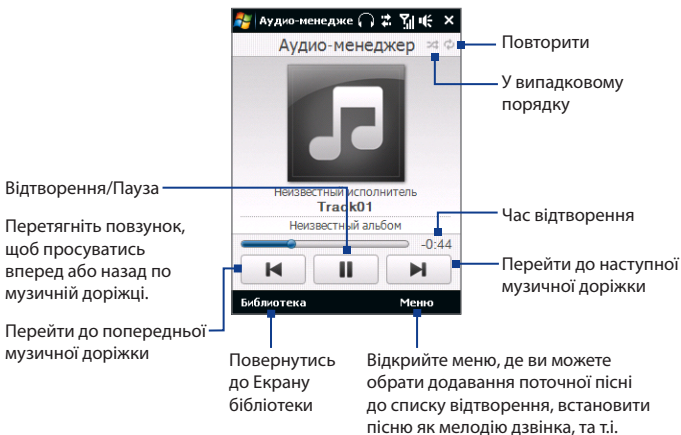 Аудио-менедже
Аудио-менеджер
Повторити
У випадковому
порядку
Неизвестный исполнитель
Track01
Неизвестный альбом
-0:44
Библиотека
Меню
Відтворення/Пауза
Перетягніть повзунок,
щоб просуватись
вперед або назад по
музичній доріжці.
Перейти до попередньої
музичної доріжки
Час відтворення
Перейти до наступної
музичної доріжки
Повернутись
до Екрану
бібліотеки
Відкрийте меню, де ви можете
обрати додавання поточної пісні
до списку відтворення, встановити
пісню як мелодію дзвінка, та т.і.